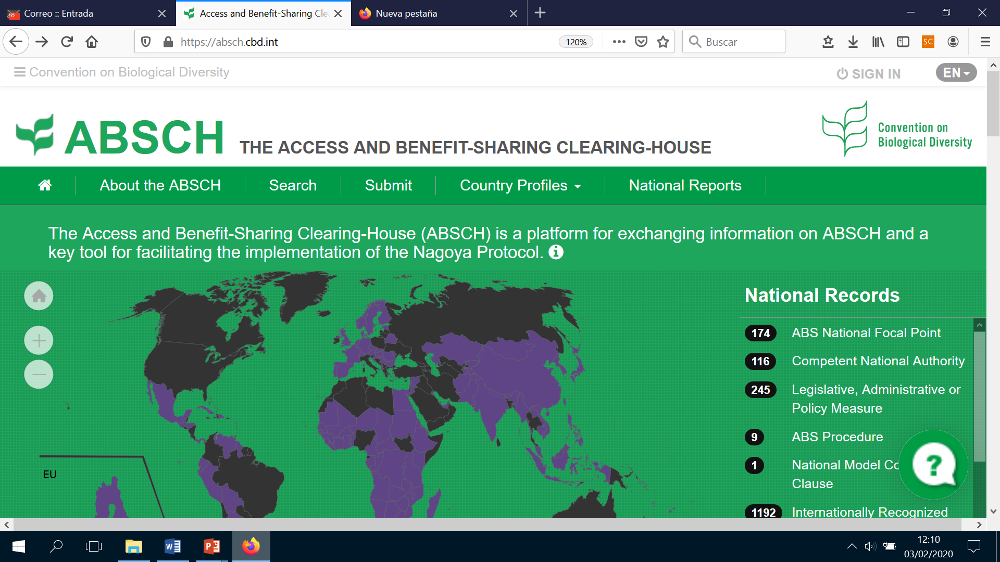 125
Correo :: Entrada
Access and Benefit-Sharing Cle
Nueva pestaña
https://absch.cbd.int
120%
Buscar
SC
Convention on Biological Diversity
SIGN IN
EN
ABSCH
THE ACCESS AND BENEFIT-SHARING CLEARING-HOUSE
Convention on
Biological Diversity
About the ABSCH
Search
Submit
Country Profiles
National Reports
The Access and Benefit-Sharing Clearing-House (ABSCH) is a platform for exchanging information on ABSCH and a
key tool for facilitating the implementation of the Nagoya Protocol.
EU
National Records
174 ABS National Focal Point
116 Competent National Authority
245 Legislative, Administrative or
Policy Measure
9 ABS Procedure
1 National Model Co
Clause
1192 Internationally Recognized
12:10
03/02/2020